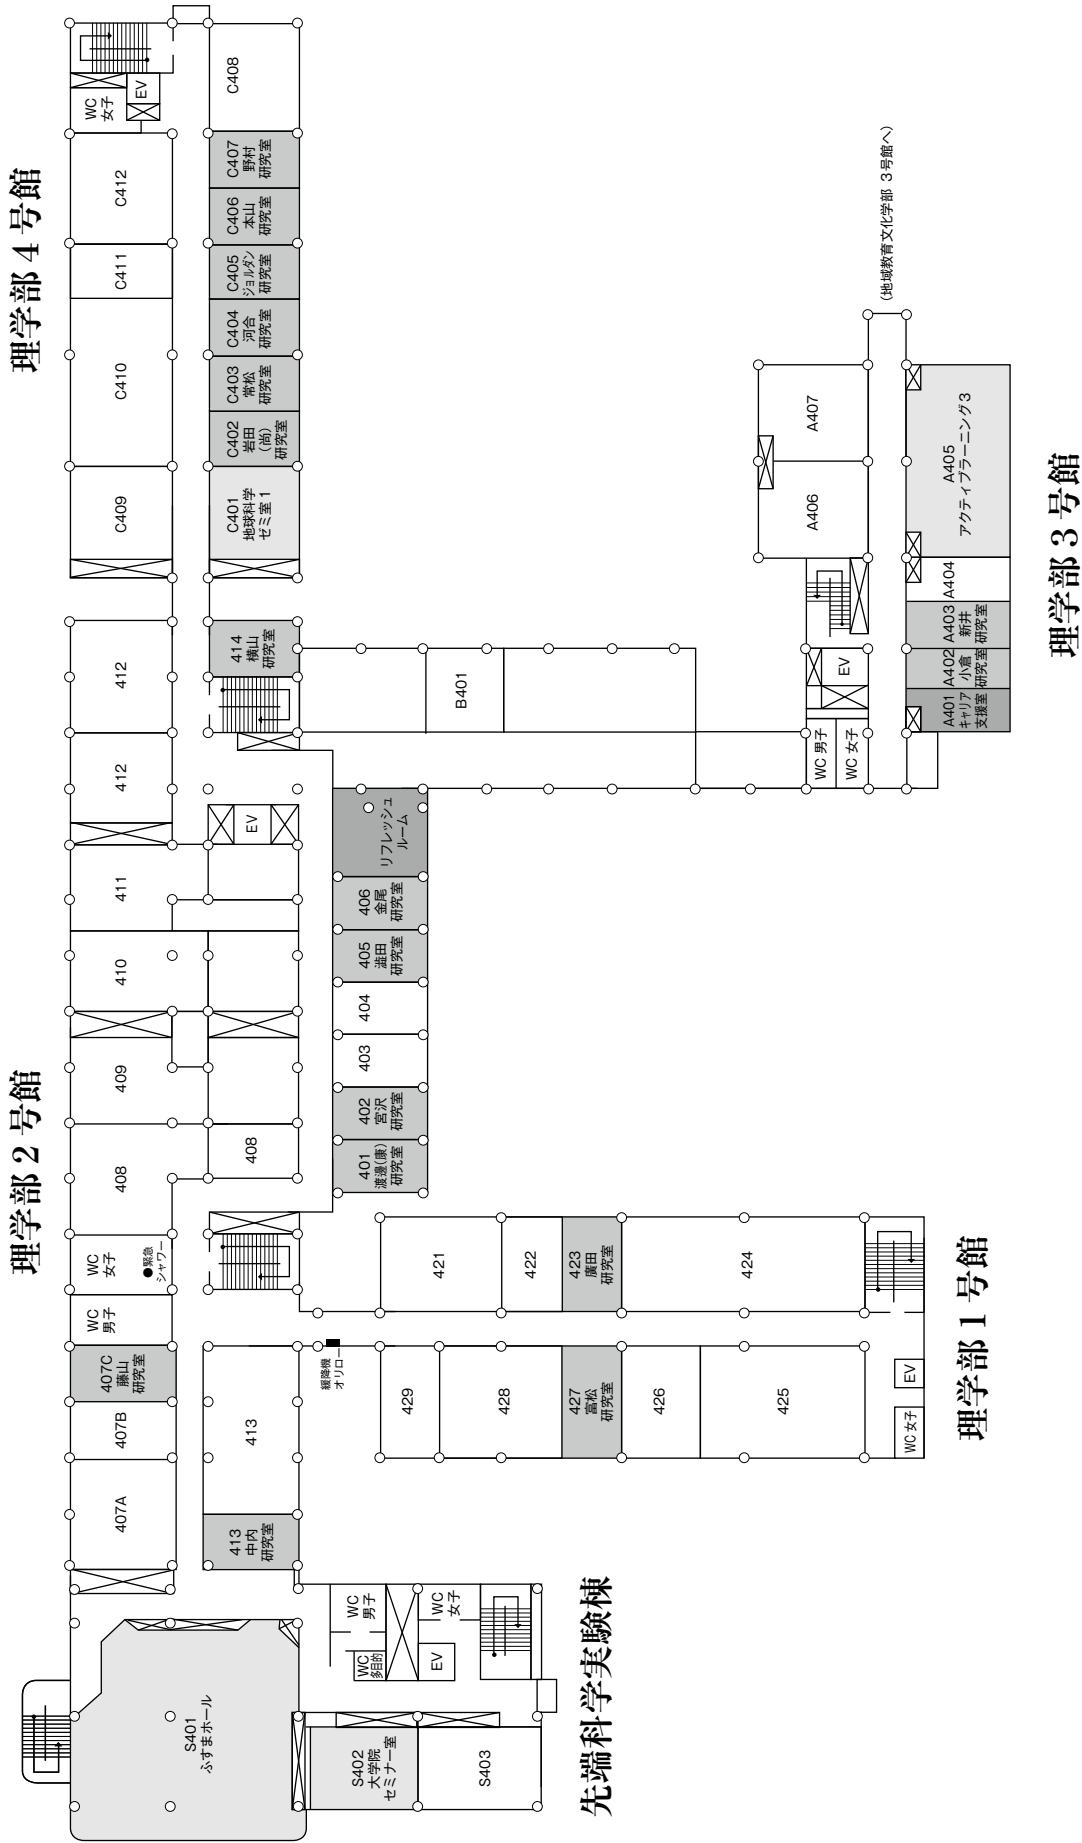 理学部4号館
WC
女子
EV
C408
C412
C411
C410
C409
C407
野村
研究室
C406
本山
研究室
C405
ジョルダン
研究室
C404
河合
研究室
C403
常松
研究室
C402
岩田
(尚)
研究室
C401
地球科学
ゼミ室1
(地域教育文化学部 3号館へ)
理学部3号館
A407
A406
A405
アクティブラーニング3
A404
A403
新井
研究室
A402
小倉
研究室
A401
キャリア
支援室
EV
WC 男子
WC 女子
B401
理学部2号館
412
412
411
410
409
408
408
414
横山
研究室
EV
リフレッシュ
ルーム
406
金尾
研究室
405
澁田
研究室
404
403
402
宮沢
研究室
401
渡邊(康)
研究室
WC
女子
●緊急
シャワー
WC
男子
407C
藤山
研究室
407B
407A
413
413
中内
研究室
緩降機
オリロー
理学部1号館
421
422
423
廣田
研究室
424
429
428
427
富松
研究室
426
425
EV
WC 女子
先端科学実験棟
S401
ふすまホール
S402
大学院
セミナー室
S403
WC
男子
WC
女子
WC
多目的
EV